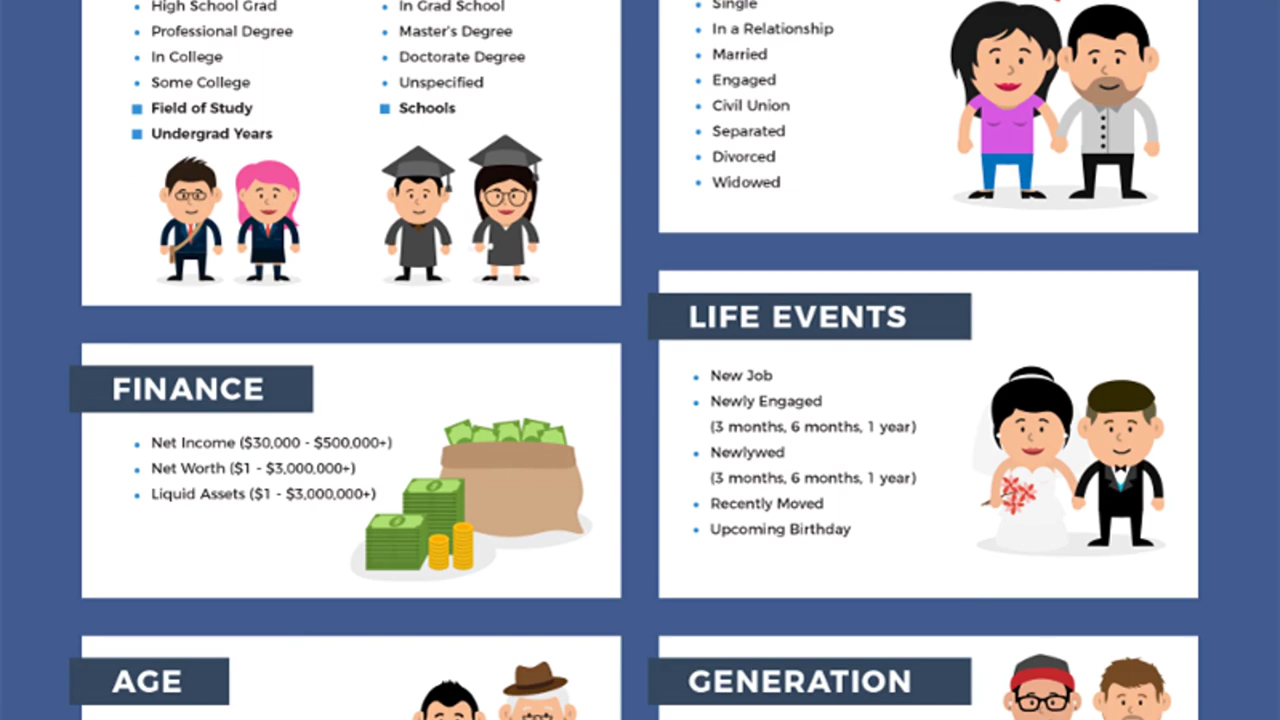 High School Grad
Professional Degree
In College
Some College
Field of Study
Undergrad Years
In Grad School
Master's Degree
Doctorate Degree
Unspecified
Schools
FINANCE
Net Income ($30,000 - $500,000+)
Net Worth ($1 - $3,000,000+)
Liquid Assets ($1 - $3,000,000+)
AGE
Single
In a Relationship
Married
Engaged
Civil Union
Separated
Divorced
Widowed
LIFE EVENTS
New Job
Newly Engaged
(3 months, 6 months, 1 year)
Newlywed
(3 months, 6 months, 1 year)
Recently Moved
Upcoming Birthday
GENERATION